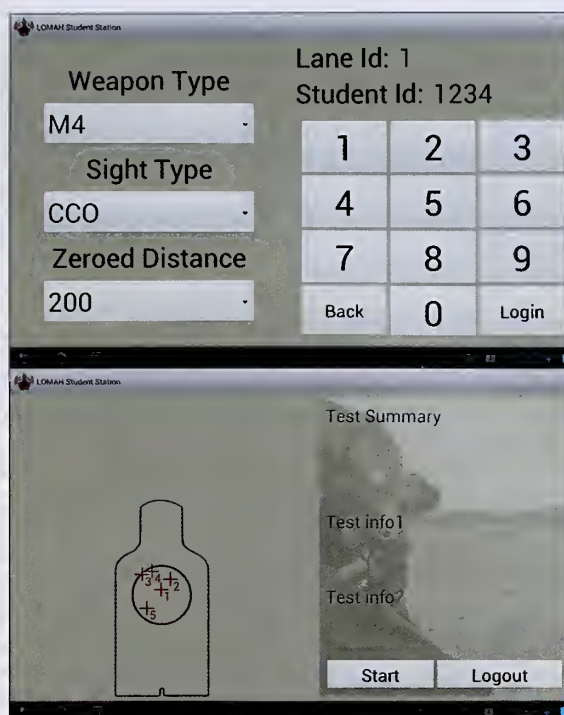 LOMAH Student Station
Weapon Type
M4
Sight Type
CCO
Zeroed Distance
200
Lane Id: 1
Student Id: 1234
1 2 3
4 5 6
7 8 9
Back 0 Login
LOMAH Student Station
3 4 2
1
5
Test Summary
Test info1
Test info2
Start Logout